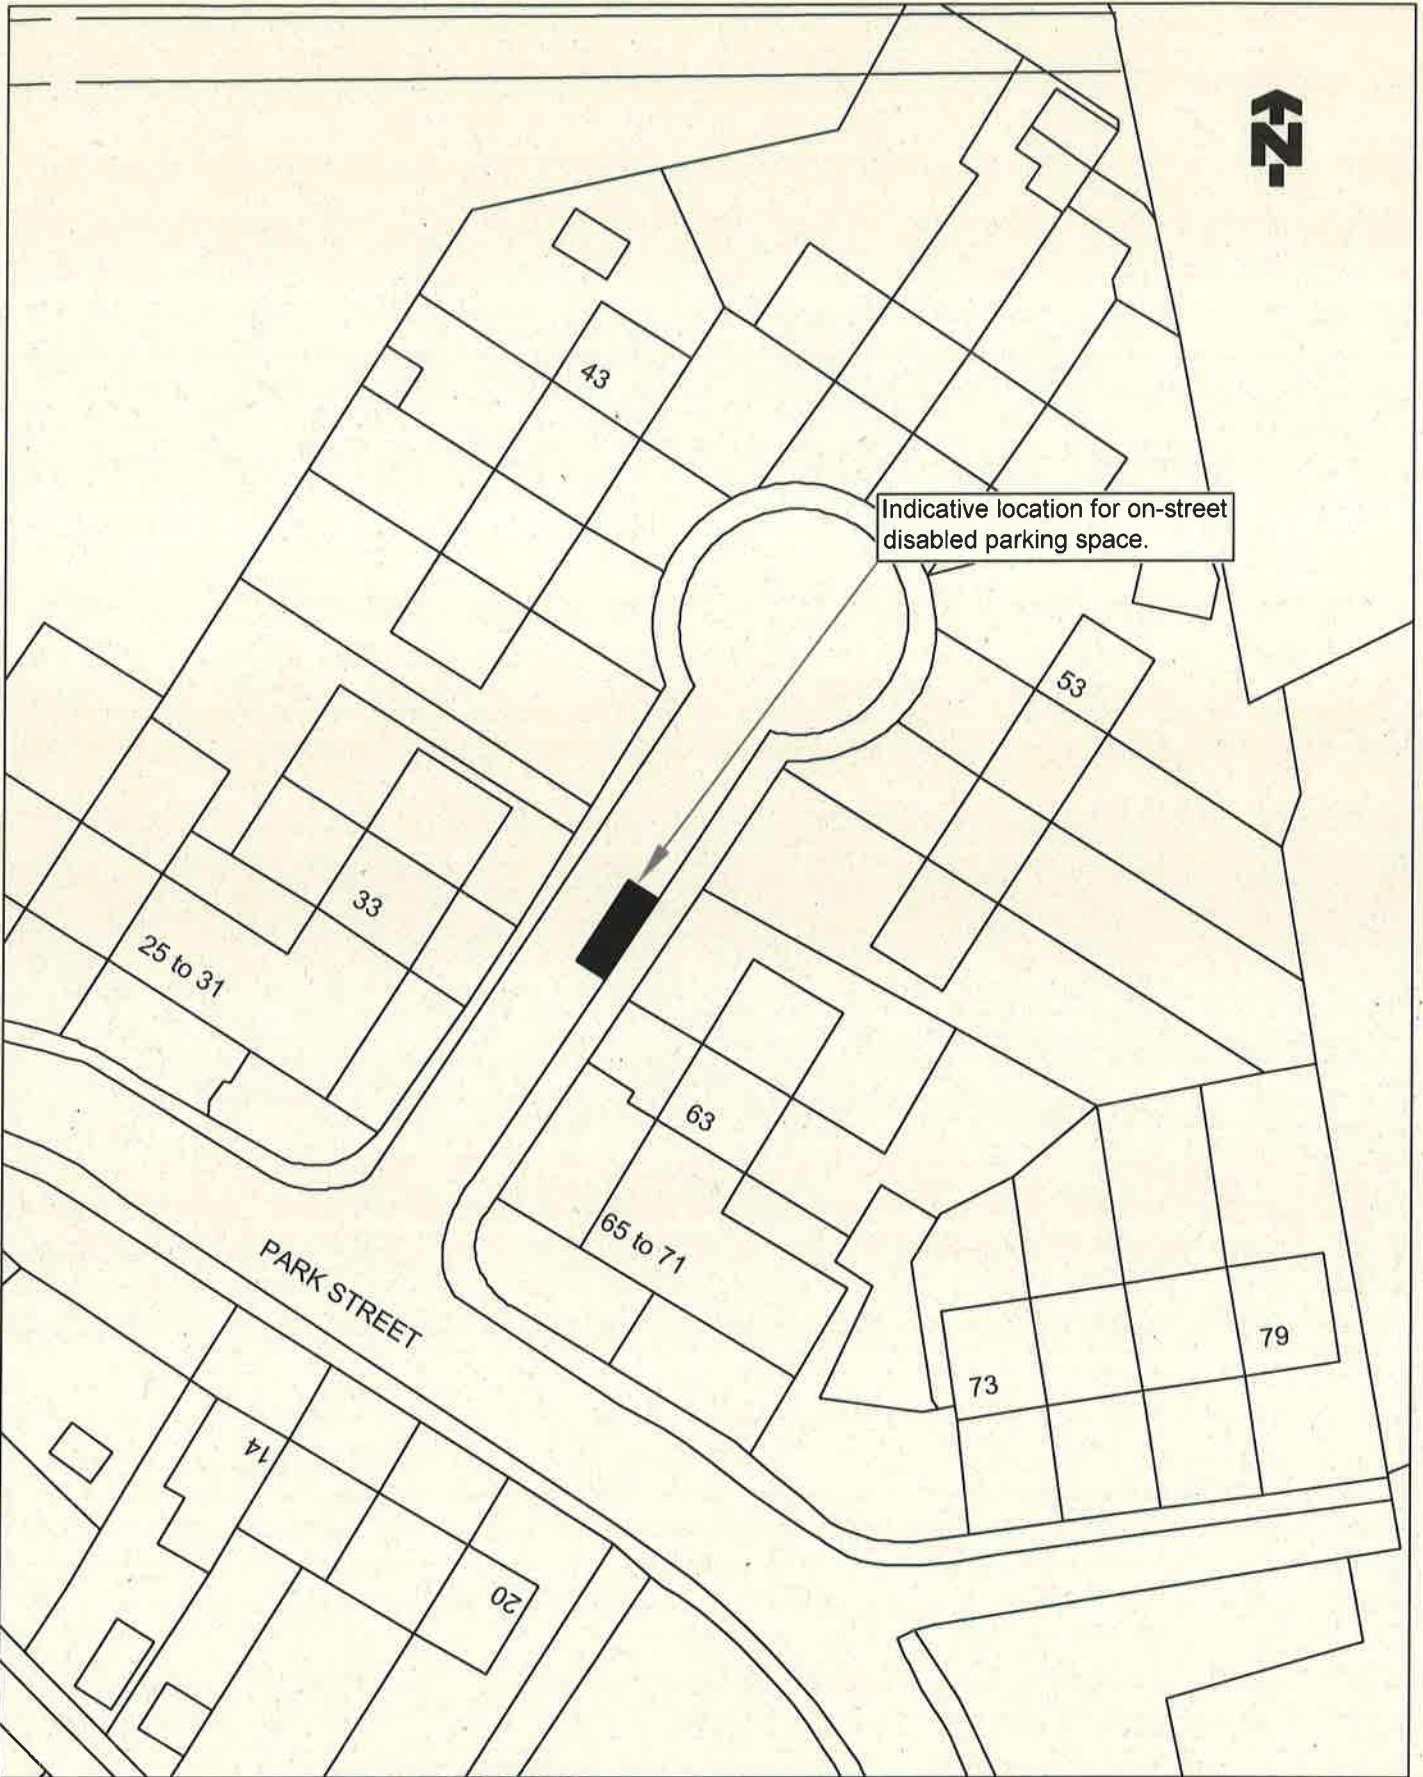 N
43
Indicative location for on-street
disabled parking space.
53
33
25 to 31
63
65 to 71
PARK STREET
79
73
14
20